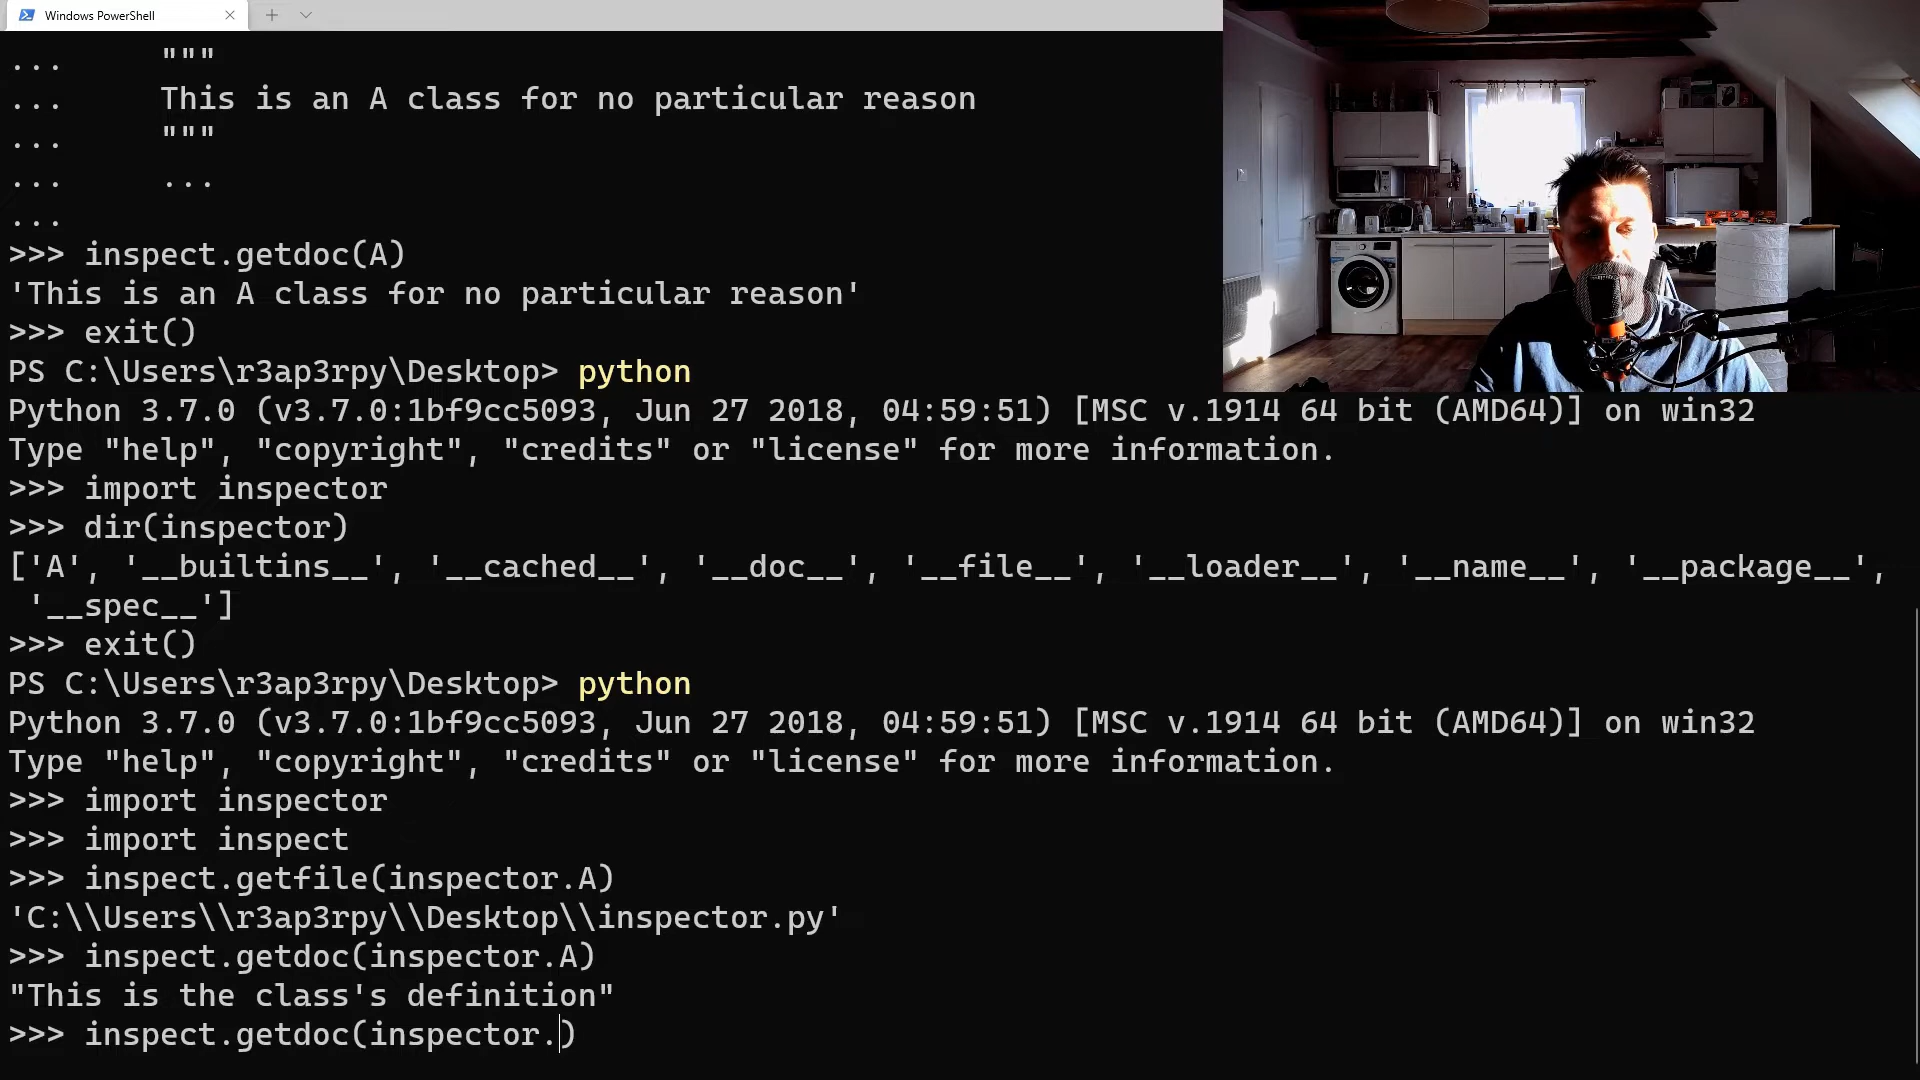 Windows PowerShell
... """
... This is an A class for no particular reason
... """
... ...
...
>>> inspect.getdoc(A)
'This is an A class for no particular reason'
>>> exit()
PS C:\Users\r3ap3rpy\Desktop> python
Python 3.7.0 (v3.7.0:1bf9cc5093, Jun 27 2018, 04:59:51) [MSC v.1914 64 bit (AMD64)] on win32
Type "help", "copyright", "credits" or "license" for more information.
>>> import inspector
>>> dir(inspector)
['A', '__builtins__', '__cached__', '__doc__', '__file__', '__loader__', '__name__', '__package__',
'__spec__']
>>> exit()
PS C:\Users\r3ap3rpy\Desktop> python
Python 3.7.0 (v3.7.0:1bf9cc5093, Jun 27 2018, 04:59:51) [MSC v.1914 64 bit (AMD64)] on win32
Type "help", "copyright", "credits" or "license" for more information.
>>> import inspector
>>> import inspect
>>> inspect.getfile(inspector.A)
'C:\\Users\\r3ap3rpy\\Desktop\\inspector.py'
>>> inspect.getdoc(inspector.A)
"This is the class's definition"
>>> inspect.getdoc(inspector.)